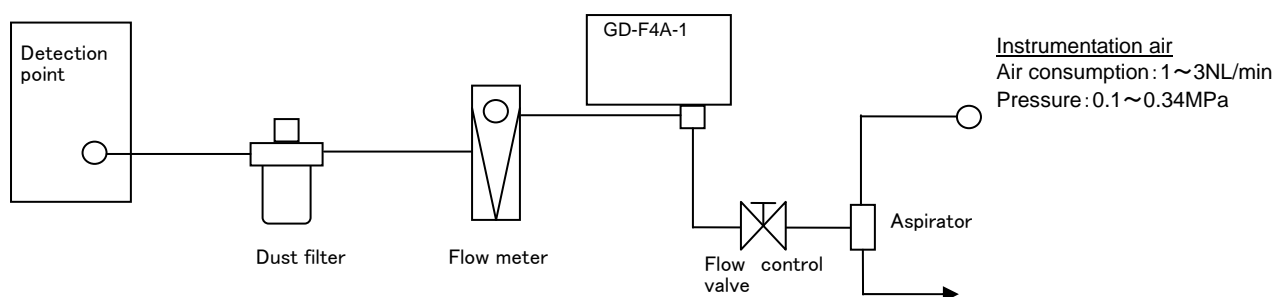 Detection
point
Dust filter
Flow meter
GD-F4A-1
Flow control
valve
Aspirator
Instrumentation air
Air consumption：1～3NL/min
Pressure：0.1～0.34MPa